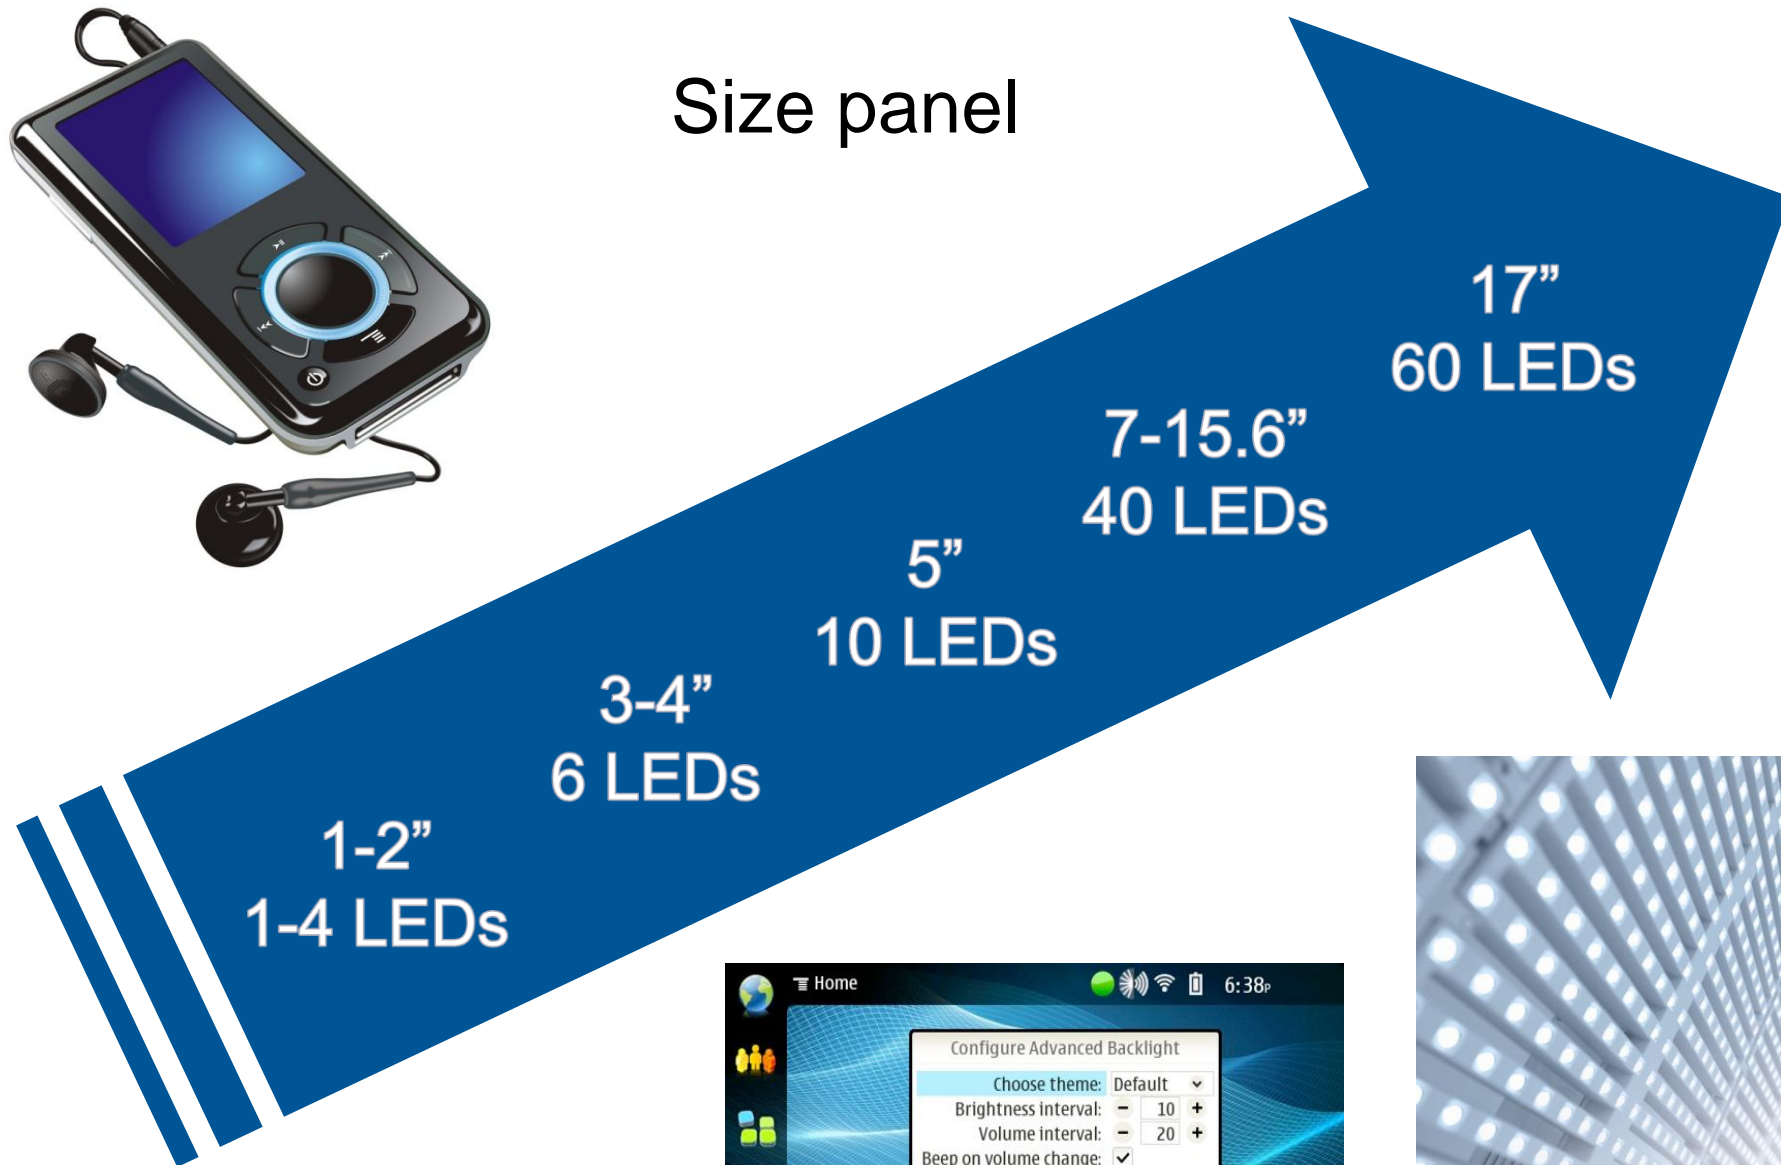 Size panel
17”
60 LEDs
7-15.6”
40 LEDs
5”
10 LEDs
3-4”
6 LEDs
1-2”
1-4 LEDs
Home 6:38P
Configure Advanced Backlight
Choose theme: Default
Brightness interval: - 10 +
Volume interval: - 20 +
Beep on volume change: